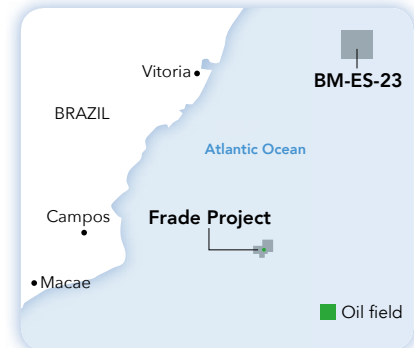 Vitoria
BM-ES-23
BRAZIL
Atlantic Ocean
Campos
Frade Project
Macae
Oil field